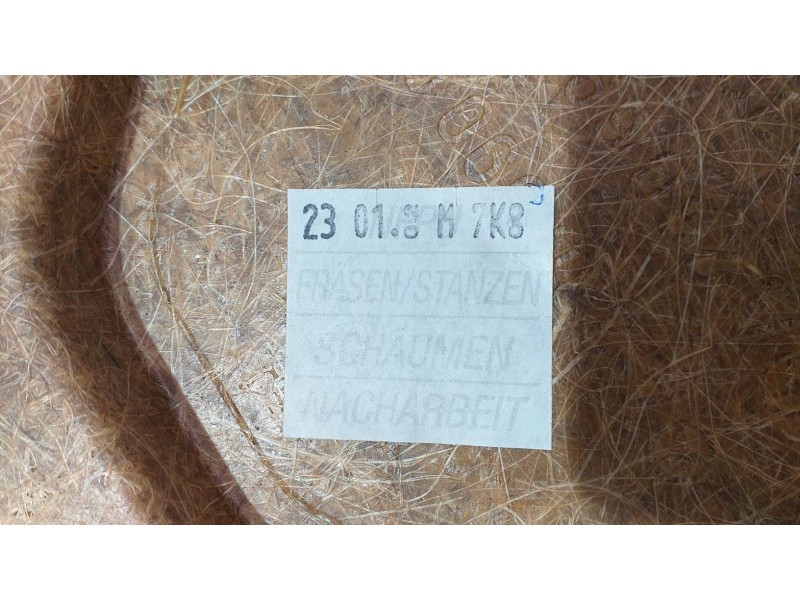 23 01.8 M 7K8
FRÄSEN/STANZEN
SCHÄUMEN
NACHARBEIT